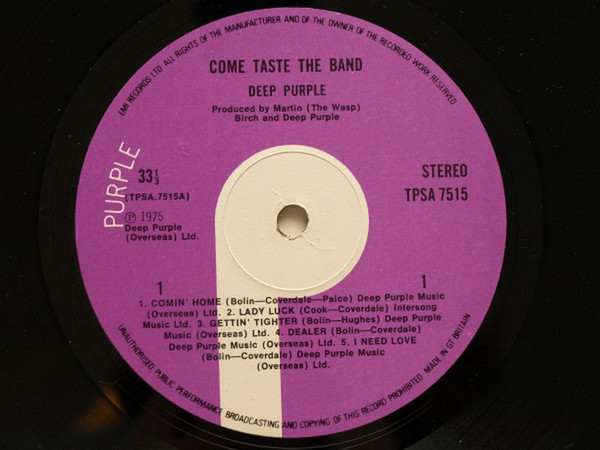 EMI RECORDS LTD ALL RIGHTS OF THE MANUFACTURER AND OF THE OWNER OF THE RECORDED WORK RESERVED
COME TASTE THE BAND
DEEP PURPLE
Produced by Martin (The Wasp)
Birch and Deep Purple
PURPLE
33⅓
STEREO
(TPSA.7515A)
TPSA 7515
Ⓟ 1975
Deep Purple
(Overseas) Ltd.
1
1
1. COMIN' HOME (Bolin—Coverdale—Paice) Deep Purple Music
(Overseas) Ltd. 2. LADY LUCK (Cook—Coverdale) Intersong
Music Ltd. 3. GETTIN' TIGHTER (Bolin—Hughes) Deep Purple
Music (Overseas) Ltd. 4. DEALER (Bolin—Coverdale)
Deep Purple Music (Overseas) Ltd. 5. I NEED LOVE
(Bolin—Coverdale) Deep Purple Music
(Overseas) Ltd.
UNAUTHORISED PUBLIC PERFORMANCE BROADCASTING AND COPYING OF THIS RECORD PROHIBITED MADE IN GT BRITAIN